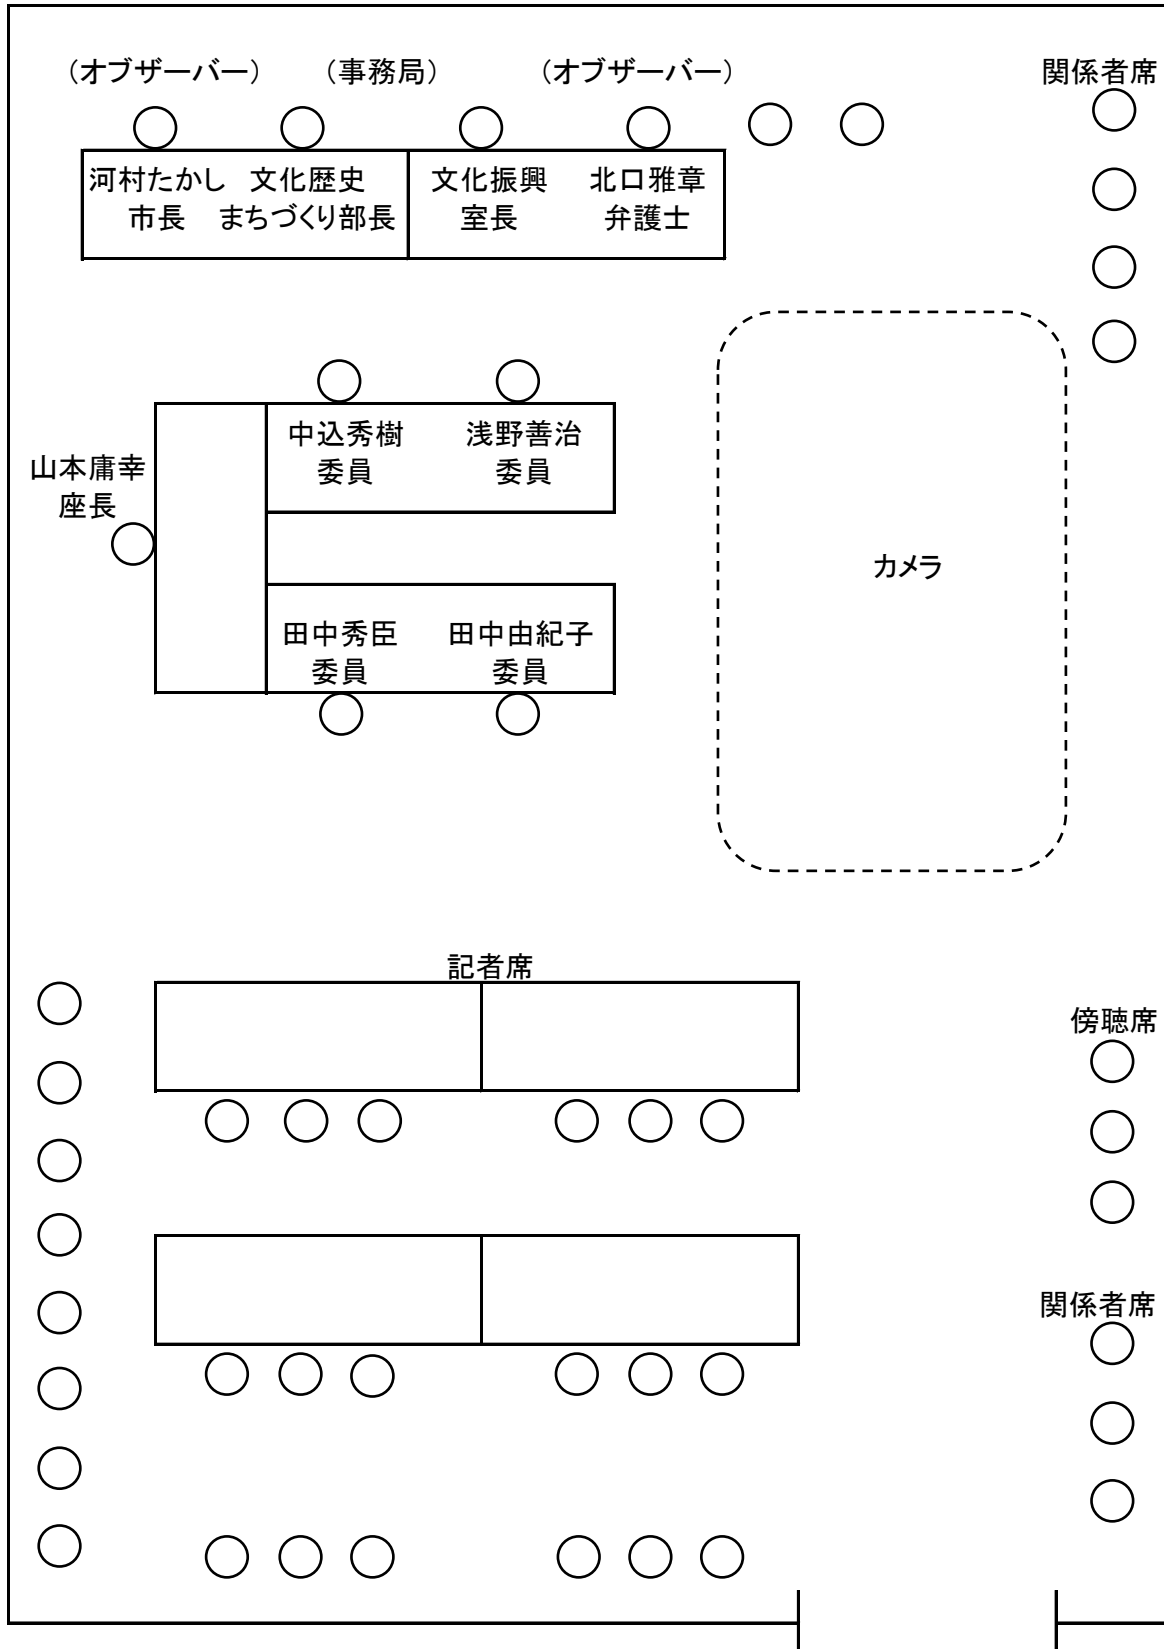 （オブザーバー） （事務局） （オブザーバー） 関係者席
河村たかし 文化歴史 文化振興 北口雅章
市長 まちづくり部長 室長 弁護士
中込秀樹 浅野善治
委員 委員
山本庸幸
座長
カメラ
田中秀臣 田中由紀子
委員 委員
記者席
傍聴席
関係者席